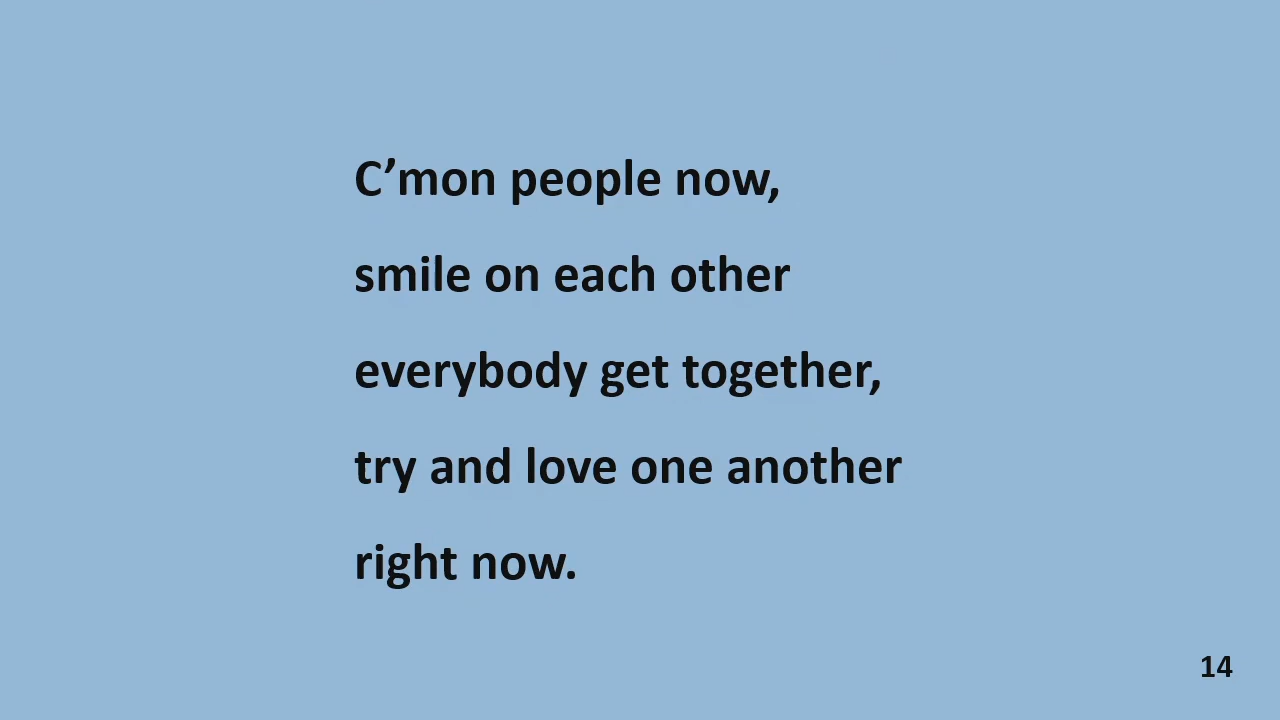 C’mon people now,
smile on each other
everybody get together,
try and love one another
right now.
14